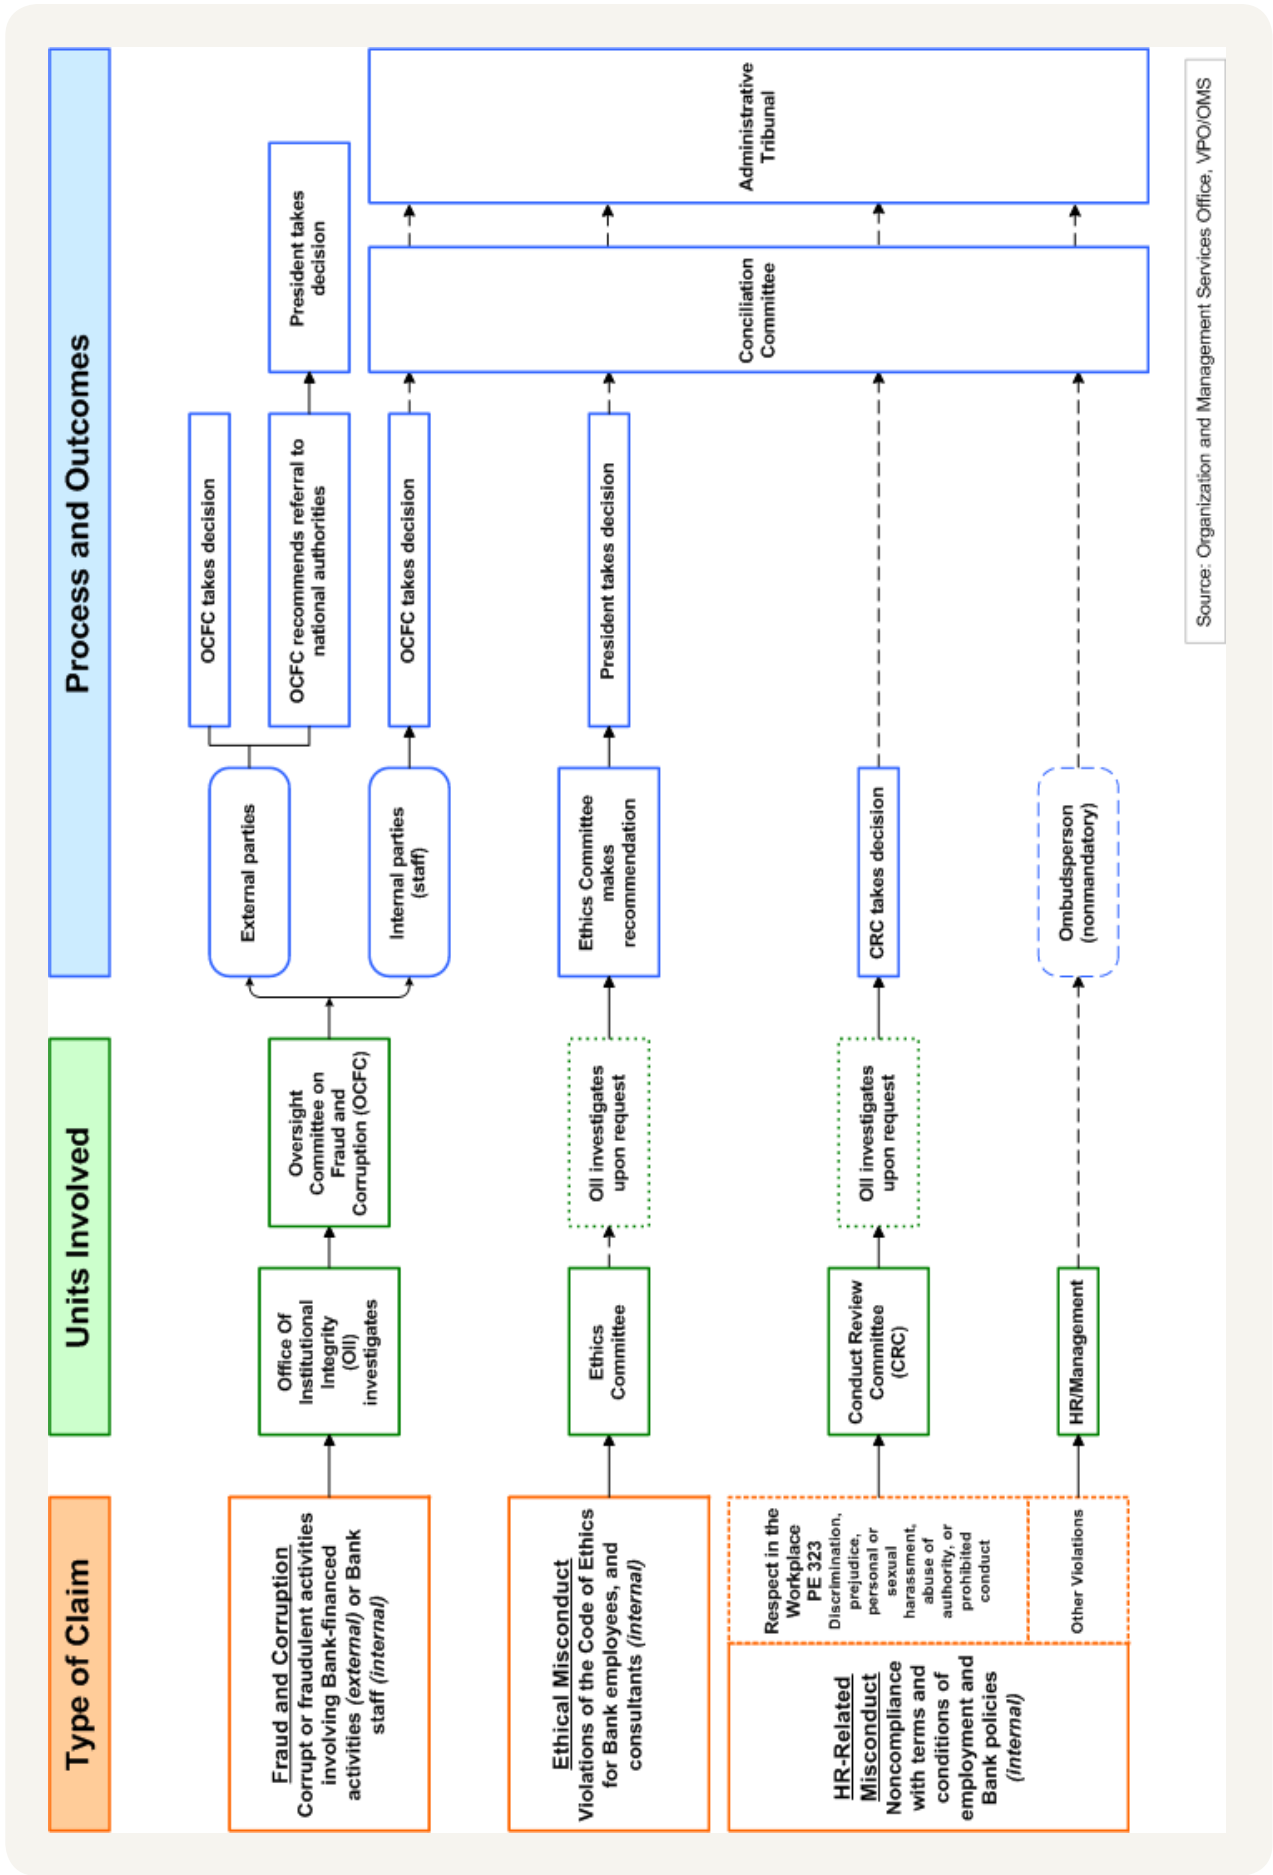 Type of Claim
Units Involved
Process and Outcomes
Fraud and Corruption
Corrupt or fraudulent activities
involving Bank-financed
activities (external) or Bank
staff (internal)
Office Of
Institutional
Integrity
(OII)
investigates
Oversight
Committee on
Fraud and
Corruption (OCFC)
External parties
OCFC takes decision
OCFC recommends referral to
national authorities
President takes
decision
Internal parties
(staff)
OCFC takes decision
Ethical Misconduct
Violations of the Code of Ethics
for Bank employees, and
consultants (internal)
Ethics
Committee
OII investigates
upon request
Ethics Committee
makes
recommendation
President takes decision
Conciliation
Committee
Administrative
Tribunal
HR-Related
Misconduct
Noncompliance
with terms and
conditions of
employment and
Bank policies
(internal)
Respect in the
Workplace
PE 323
Discrimination,
prejudice,
personal or
sexual
harassment,
abuse of
authority, or
prohibited
conduct
Conduct Review
Committee
(CRC)
OII investigates
upon request
CRC takes decision
Other Violations
HR/Management
Ombudsperson
(nonmandatory)
Source: Organization and Management Services Office, VPO/OMS